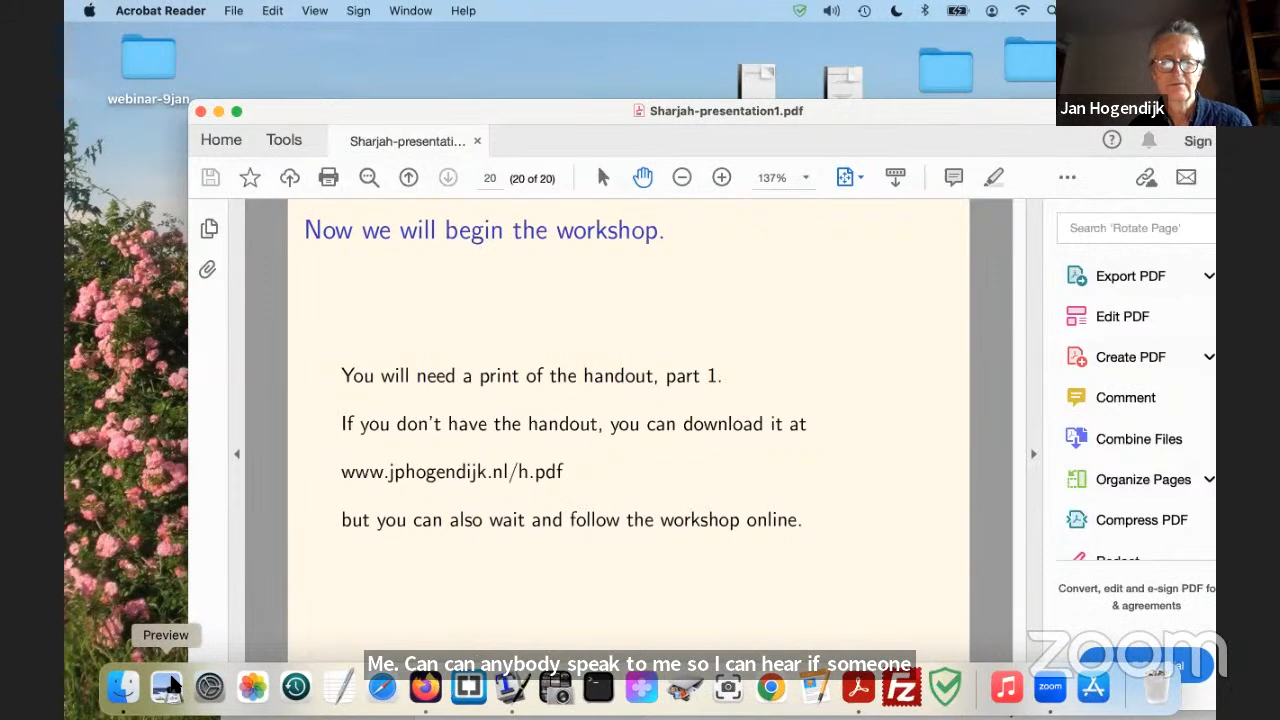 Acrobat Reader File Edit View Sign Window Help
Jan Hogendijk
webinar-9jan
Sharjah-presentation1.pdf
Home Tools Sharjah-presentati... × Sign
20 (20 of 20) 137%
Now we will begin the workshop.
You will need a print of the handout, part 1.
If you don't have the handout, you can download it at
www.jphogendijk.nl/h.pdf
but you can also wait and follow the workshop online.
Search 'Rotate Page'
Export PDF
Edit PDF
Create PDF
Comment
Combine Files
Organize Pages
Compress PDF
Convert, edit and e-sign PDF
& agreements
Preview
Me. Can can anybody speak to me so I can hear if someone
zoom
zoom